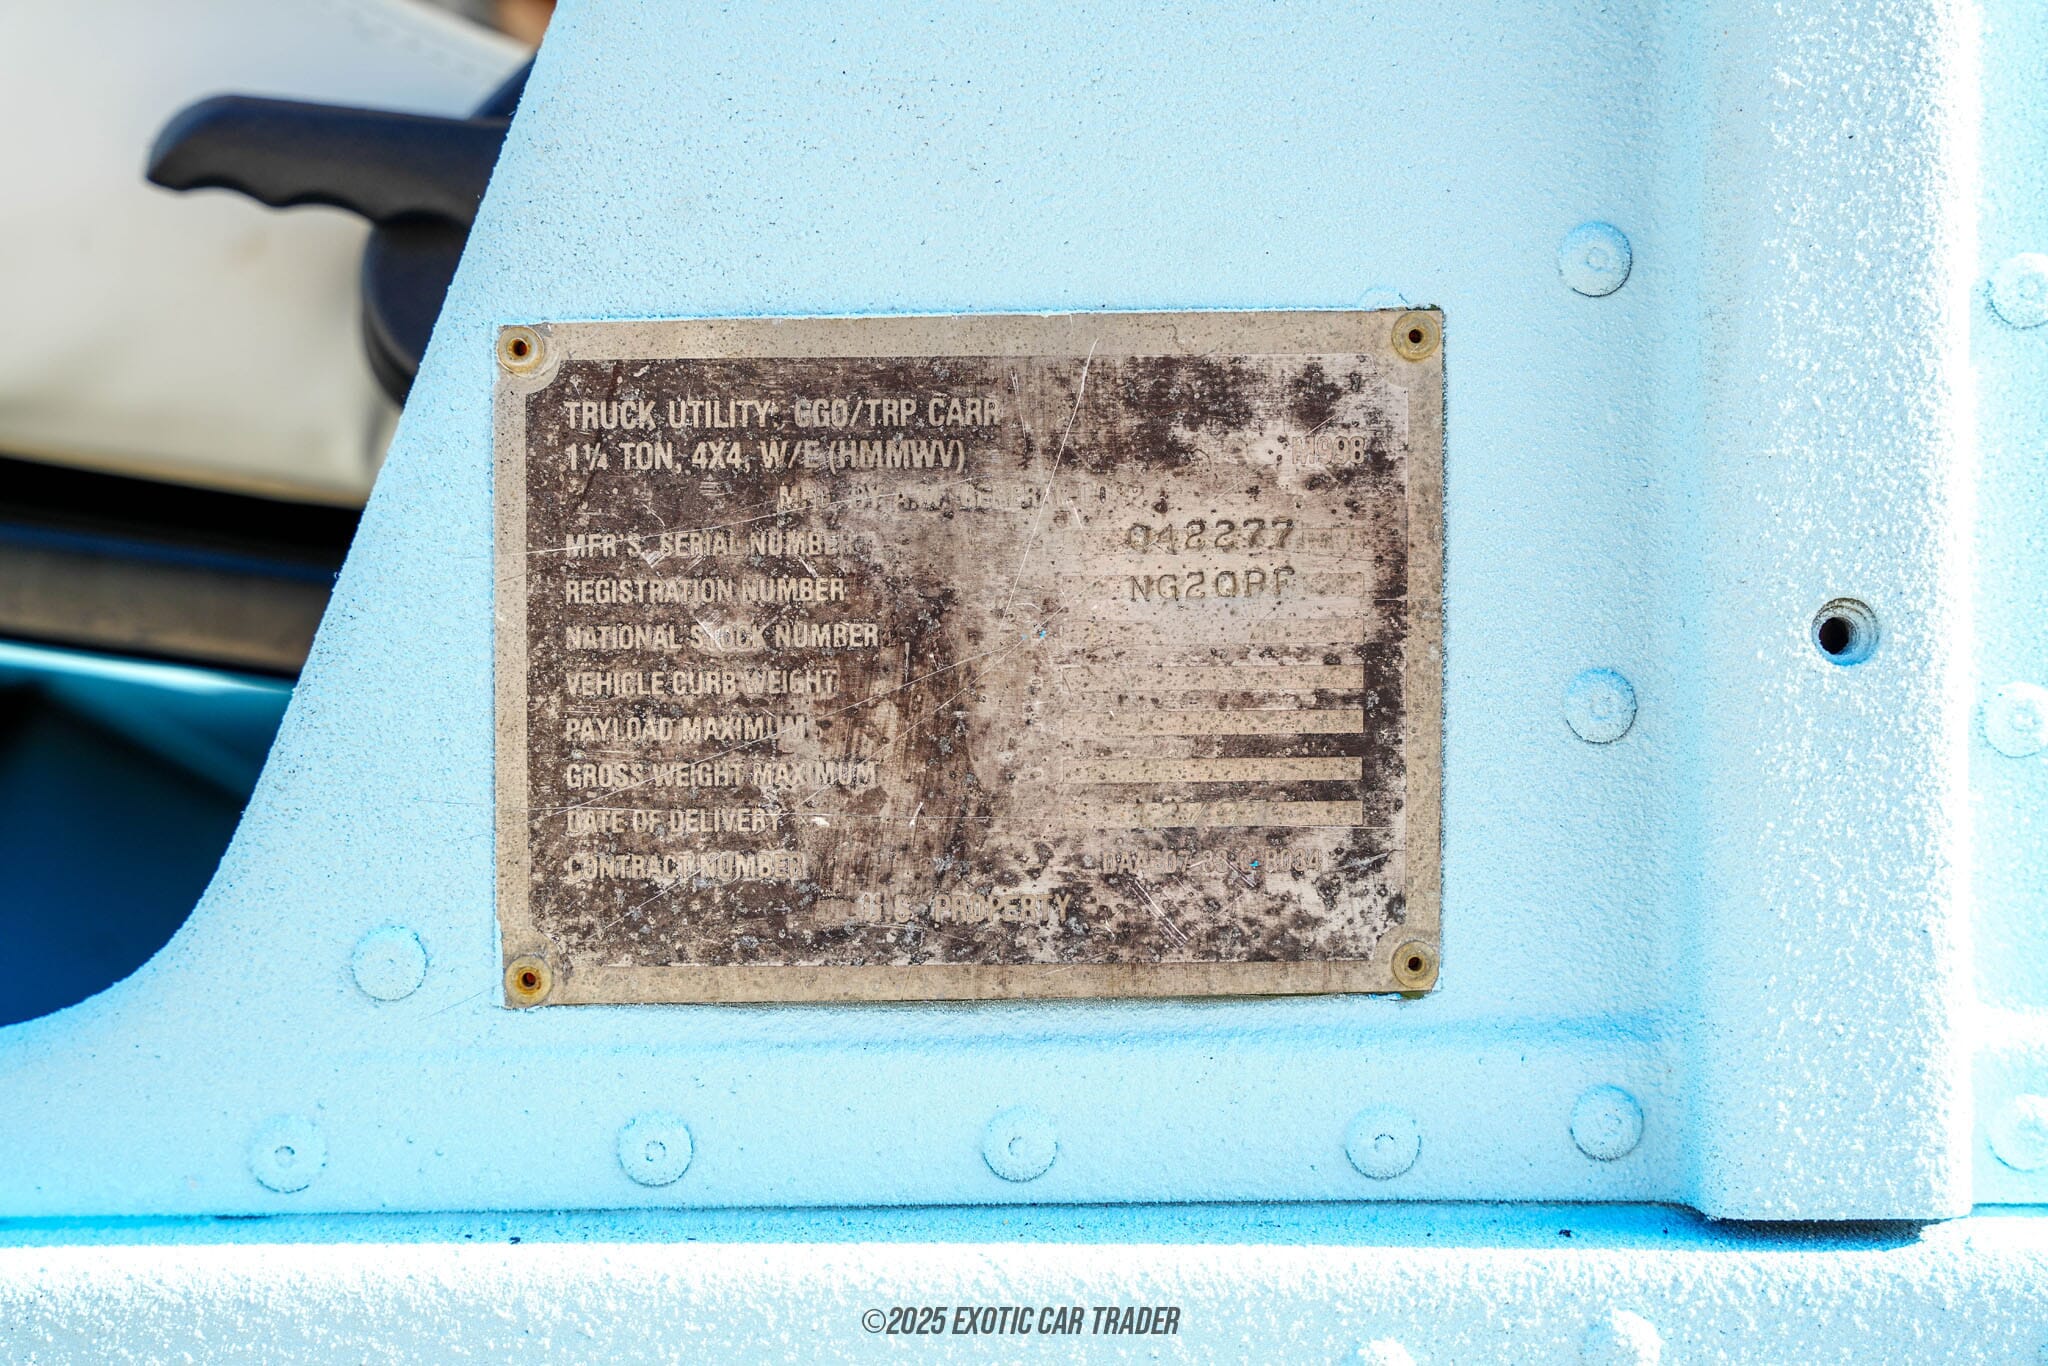 TRUCK, UTILITY: CGO/TRP CARR
1¼ TON, 4X4, W/E (HMMWV) M998
MFR'S. SERIAL NUMBER 042277
REGISTRATION NUMBER NG2QPF
NATIONAL STOCK NUMBER
VEHICLE CURB WEIGHT
PAYLOAD MAXIMUM
GROSS WEIGHT MAXIMUM
DATE OF DELIVERY
CONTRACT NUMBER
U.S. PROPERTY
©2025 EXOTIC CAR TRADER